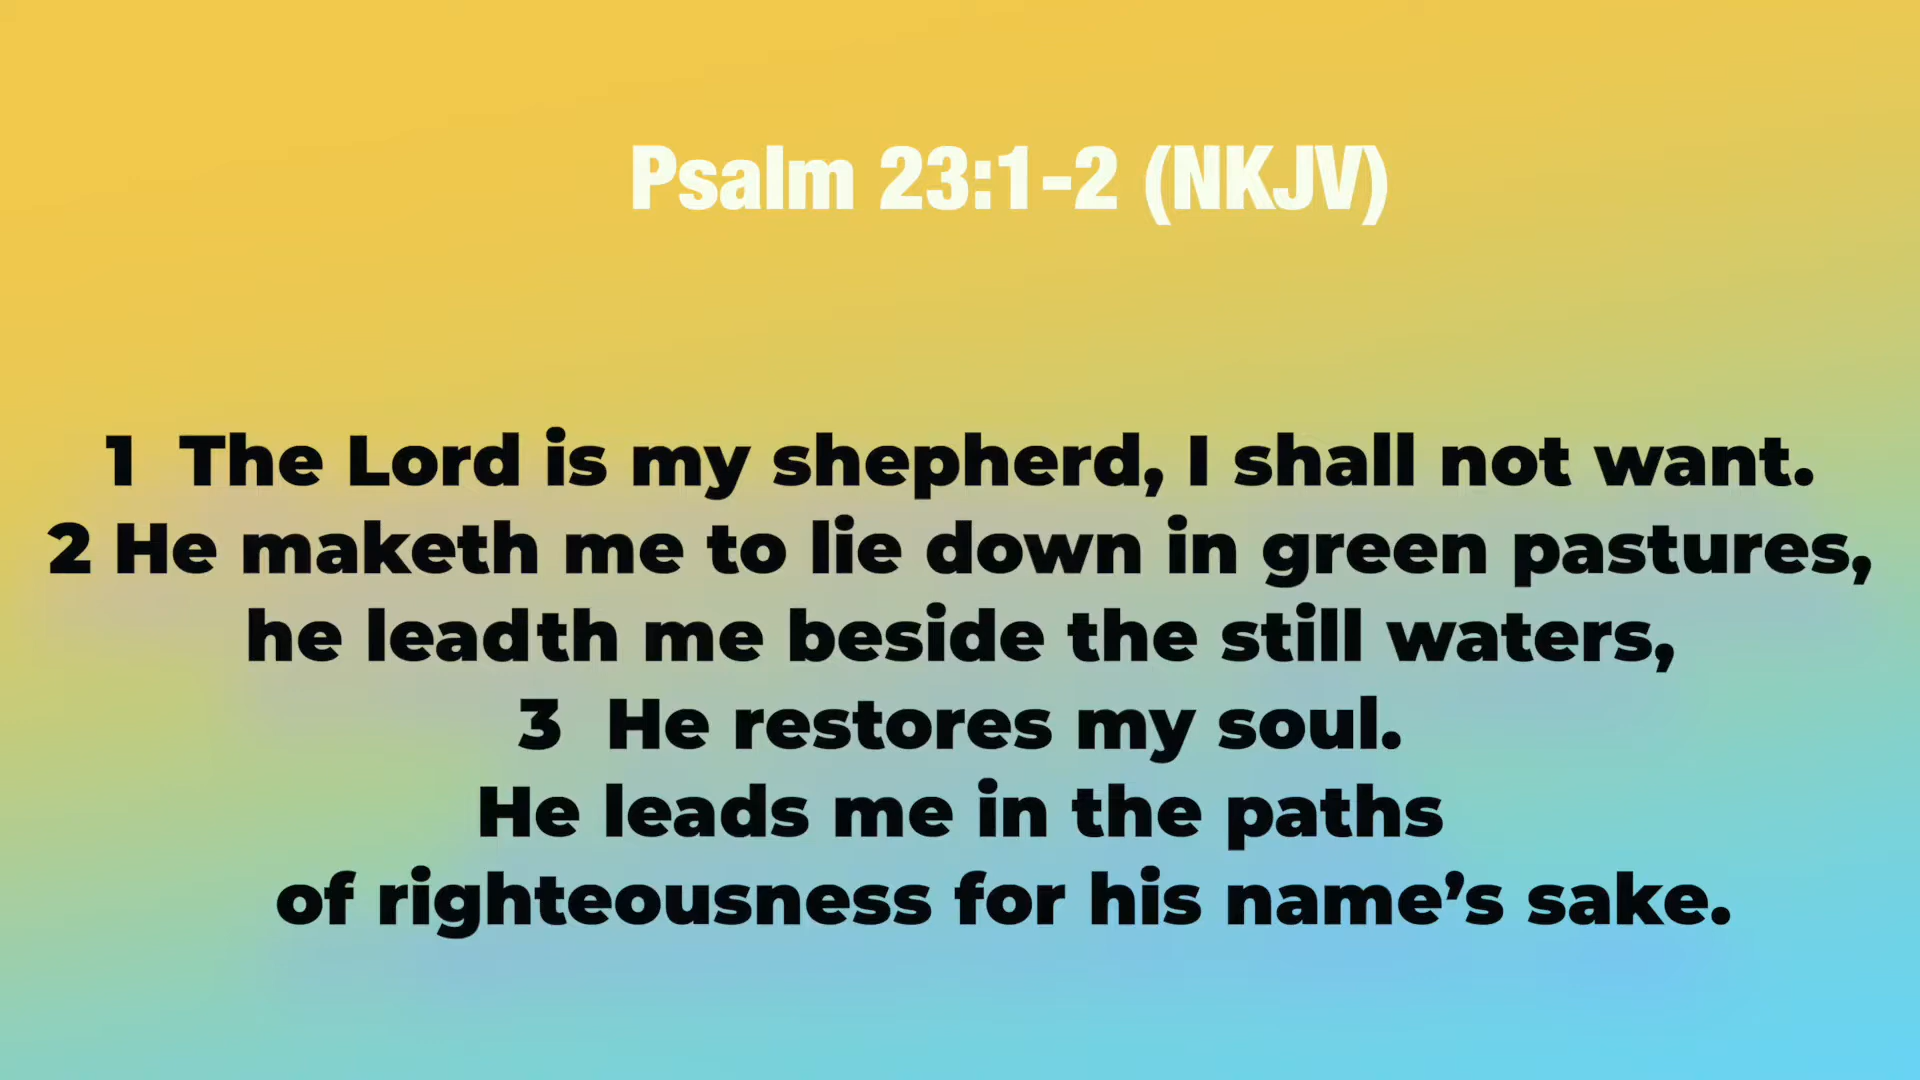 Psalm 23:1-2 (NKJV)
1 The Lord is my shepherd, I shall not want.
2 He maketh me to lie down in green pastures,
he leadth me beside the still waters,
3 He restores my soul.
He leads me in the paths
of righteousness for his name’s sake.